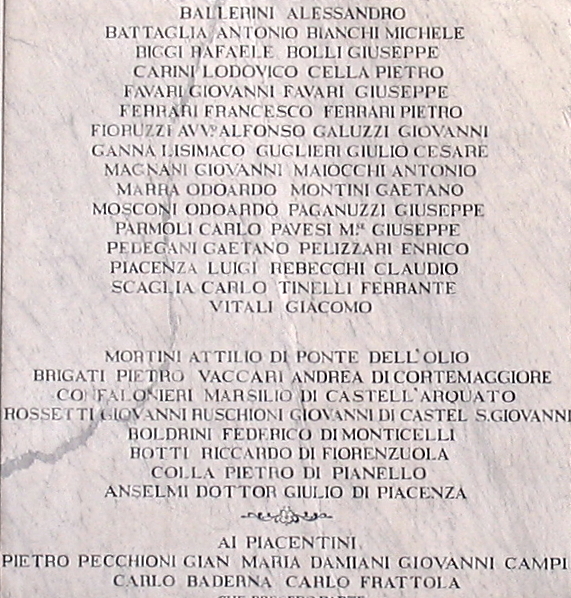 BALLERINI ALESSANDRO
BATTAGLIA ANTONIO BIANCHI MICHELE
BIGGI RAFAELE BOLLI GIUSEPPE
CARINI LODOVICO CELLA PIETRO
FAVARI GIOVANNI FAVARI GIUSEPPE
FERRARI FRANCESCO FERRARI PIETRO
FIORUZZI AVV.º ALFONSO GALUZZI GIOVANNI
GANNA LISIMACO GUGLIERI GIULIO CESARE
MAGNANI GIOVANNI MAIOCCHI ANTONIO
MARRA ODOARDO MONTINI GAETANO
MOSCONI ODOARDO PAGANUZZI GIUSEPPE
PARMOLI CARLO PAVESI M.sᵉ GIUSEPPE
PEDEGANI GAETANO PELIZZARI ENRICO
PIACENZA LUIGI REBECCHI CLAUDIO
SCAGLIA CARLO TINELLI FERRANTE
VITALI GIACOMO
MORTINI ATTILIO DI PONTE DELL'OLIO
BRIGATI PIETRO VACCARI ANDREA DI CORTEMAGGIORE
CONFALONIERI MARSILIO DI CASTELL'ARQUATO
ROSSETTI GIOVANNI RUSCHIONI GIOVANNI DI CASTEL S.GIOVANNI
BOLDRINI FEDERICO DI MONTICELLI
BOTTI RICCARDO DI FIORENZUOLA
COLLA PIETRO DI PIANELLO
ANSELMI DOTTOR GIULIO DI PIACENZA
AI PIACENTINI
PIETRO PECCHIONI GIAN MARIA DAMIANI GIOVANNI CAMPI
CARLO BADERNA CARLO FRATTOLA
CHE PRESERO PARTE